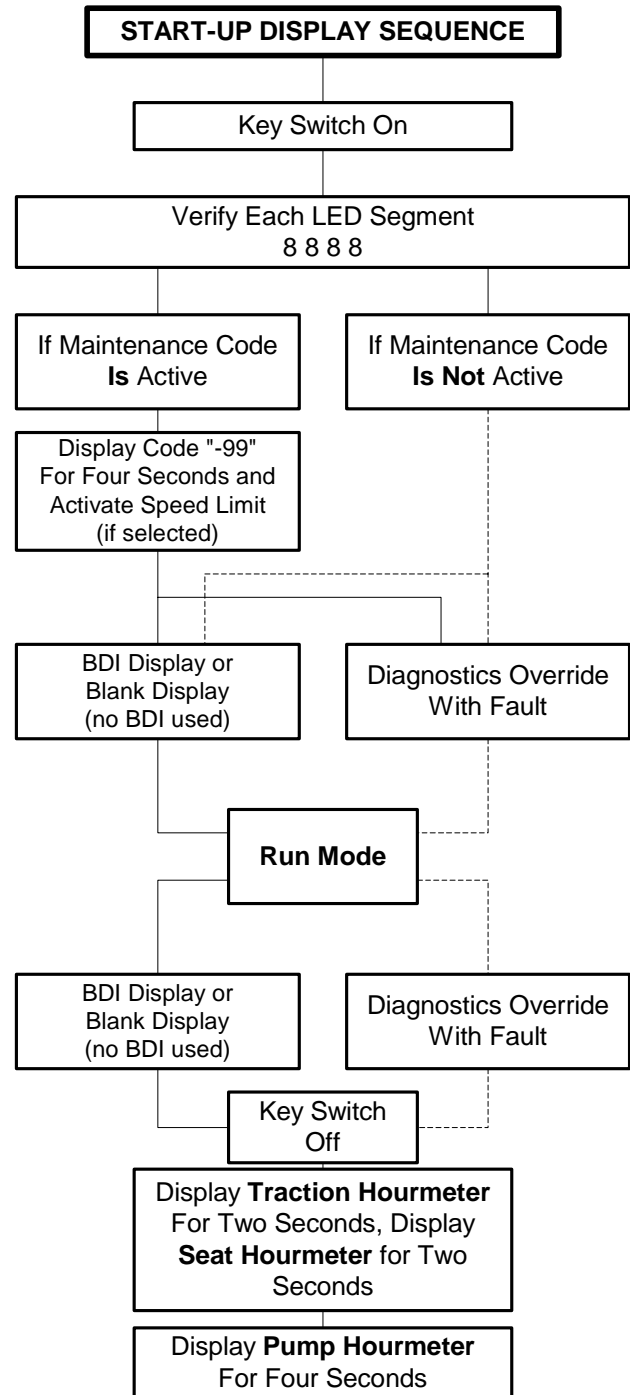 START-UP DISPLAY SEQUENCE
Key Switch On
Verify Each LED Segment
8 8 8 8
If Maintenance Code
Is Active
If Maintenance Code
Is Not Active
Display Code "-99"
For Four Seconds and
Activate Speed Limit
(if selected)
BDI Display or
Blank Display
(no BDI used)
Diagnostics Override
With Fault
Run Mode
BDI Display or
Blank Display
(no BDI used)
Diagnostics Override
With Fault
Key Switch
Off
Display Traction Hourmeter
For Two Seconds, Display
Seat Hourmeter for Two
Seconds
Display Pump Hourmeter
For Four Seconds